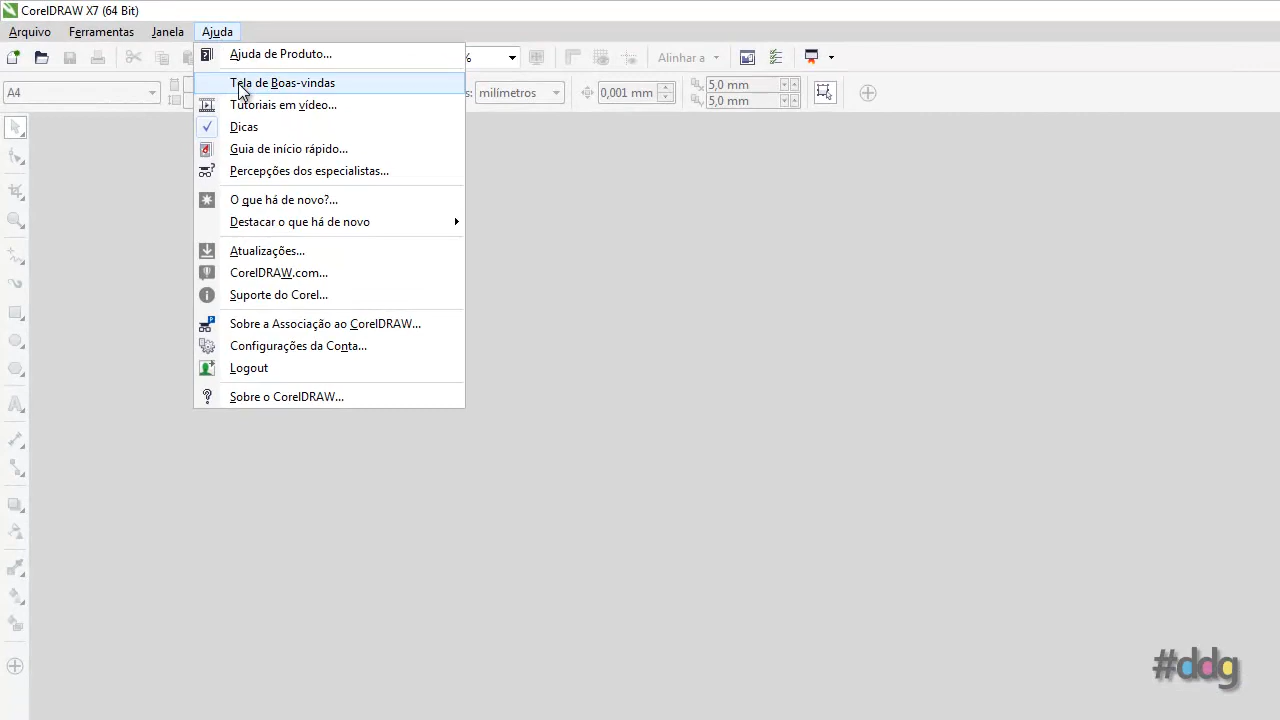 CorelDRAW X7 (64 Bit)
Arquivo Ferramentas Janela Ajuda
Ajuda de Produto...
Tela de Boas-vindas
Tutoriais em vídeo...
Dicas
Guia de início rápido...
Percepções dos especialistas...
O que há de novo?...
Destacar o que há de novo
Atualizações...
CorelDRAW.com...
Suporte do Corel...
Sobre a Associação ao CorelDRAW...
Configurações da Conta...
Logout
Sobre o CorelDRAW...
% Alinhar a
A4 s: milímetros 0,001 mm 5,0 mm
5,0 mm
#ddg